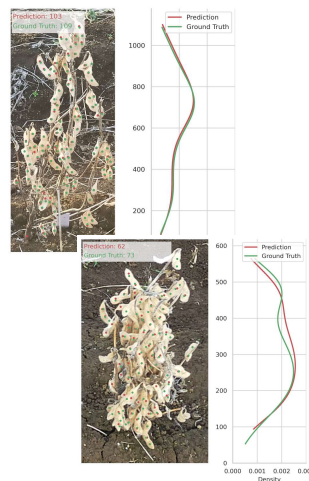 Prediction: 103
Ground Truth: 109
Prediction
Ground Truth
1000
800
600
400
200
Prediction: 62
Ground Truth: 73
Prediction
Ground Truth
600
500
400
300
200
100
0
0.000 0.001 0.002
Density